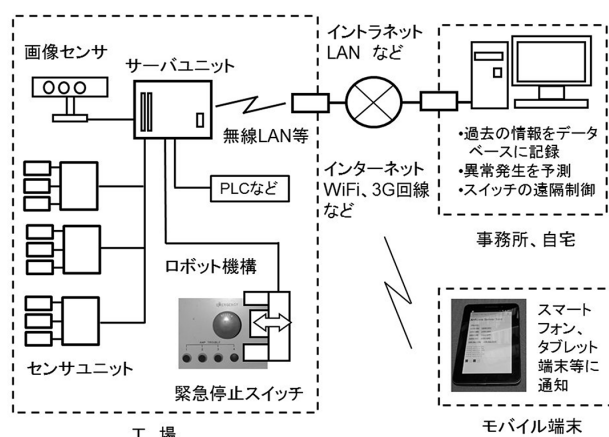 画像センサ
サーバユニット
無線LAN等
PLCなど
ロボット機構
センサユニット
緊急停止スイッチ
工 場
イントラネット
LAN など
インターネット
WiFi、3G回線
など
•過去の情報をデータ
ベースに記録
•異常発生を予測
•スイッチの遠隔制御
事務所、自宅
スマート
フォン、
タブレット
端末等に
通知
モバイル端末